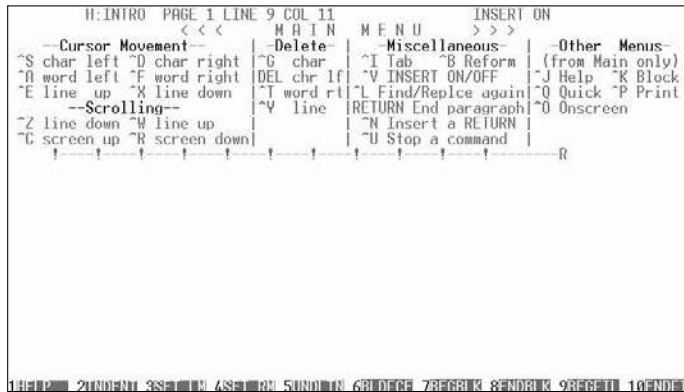 H:INTRO PAGE 1 LINE 9 COL 11 INSERT ON
< < < M A I N M E N U > > >
--Cursor Movement-- | -Delete- | -Miscellaneous- | -Other Menus-
^S char left ^D char right |^G char | ^I Tab ^B Reform | (from Main only)
^A word left ^F word right |DEL chr lf| ^V INSERT ON/OFF |^J Help ^K Block
^E line up ^X line down |^T word rt|^L Find/Replce again|^Q Quick ^P Print
--Scrolling-- |^Y line |RETURN End paragraph|^O Onscreen
^Z line down ^W line up | | ^N Insert a RETURN |
^C screen up ^R screen down| | ^U Stop a command |
!----!----!----!----!----!----!----!----!----!----!--------R
1HELP 2INDENT 3SET LM 4SET RM 5UNDLIN 6BLDFCE 7BEGBLK 8ENDBLK 9BEGFIL 10ENDF